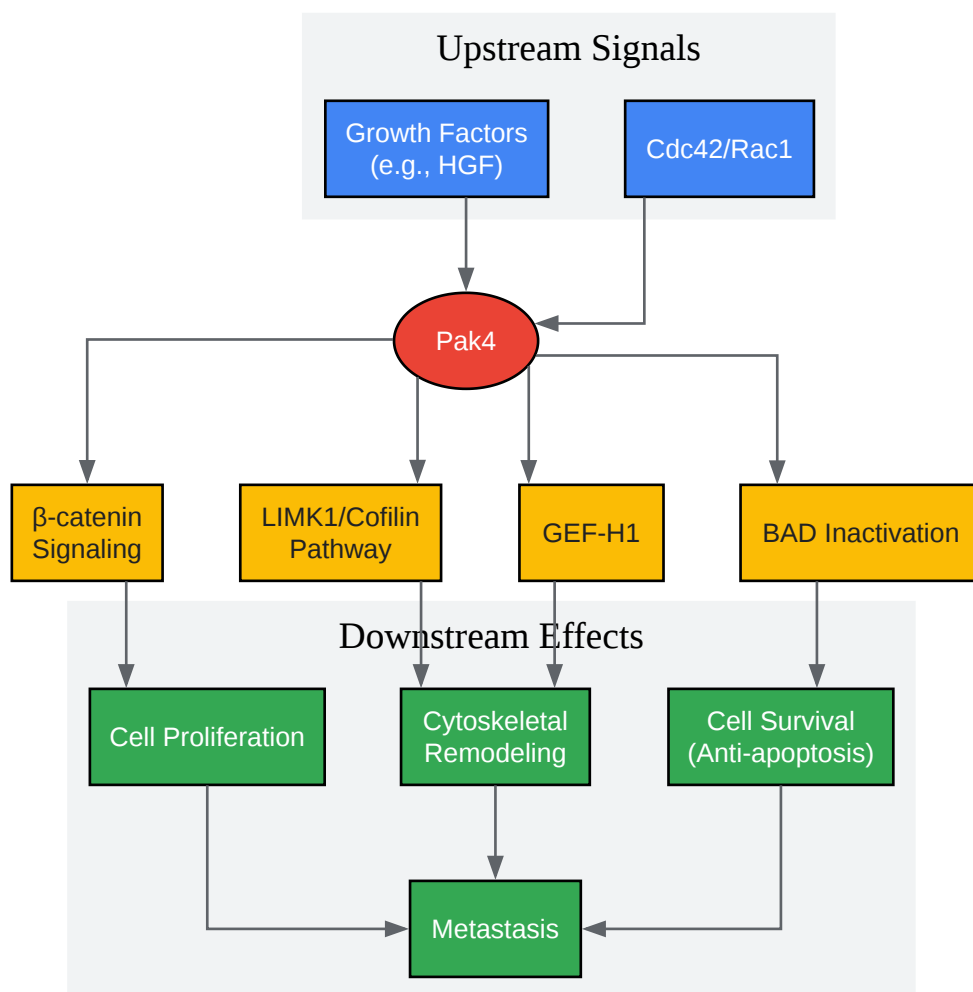 Upstream Signals
Growth Factors
(e.g., HGF)
Cdc42/Rac1
Pak4
β-catenin
Signaling
LIMK1/Cofilin
Pathway
GEF-H1
BAD Inactivation
Downstream Effects
Cell Proliferation
Cytoskeletal
Remodeling
Cell Survival
(Anti-apoptosis)
Metastasis